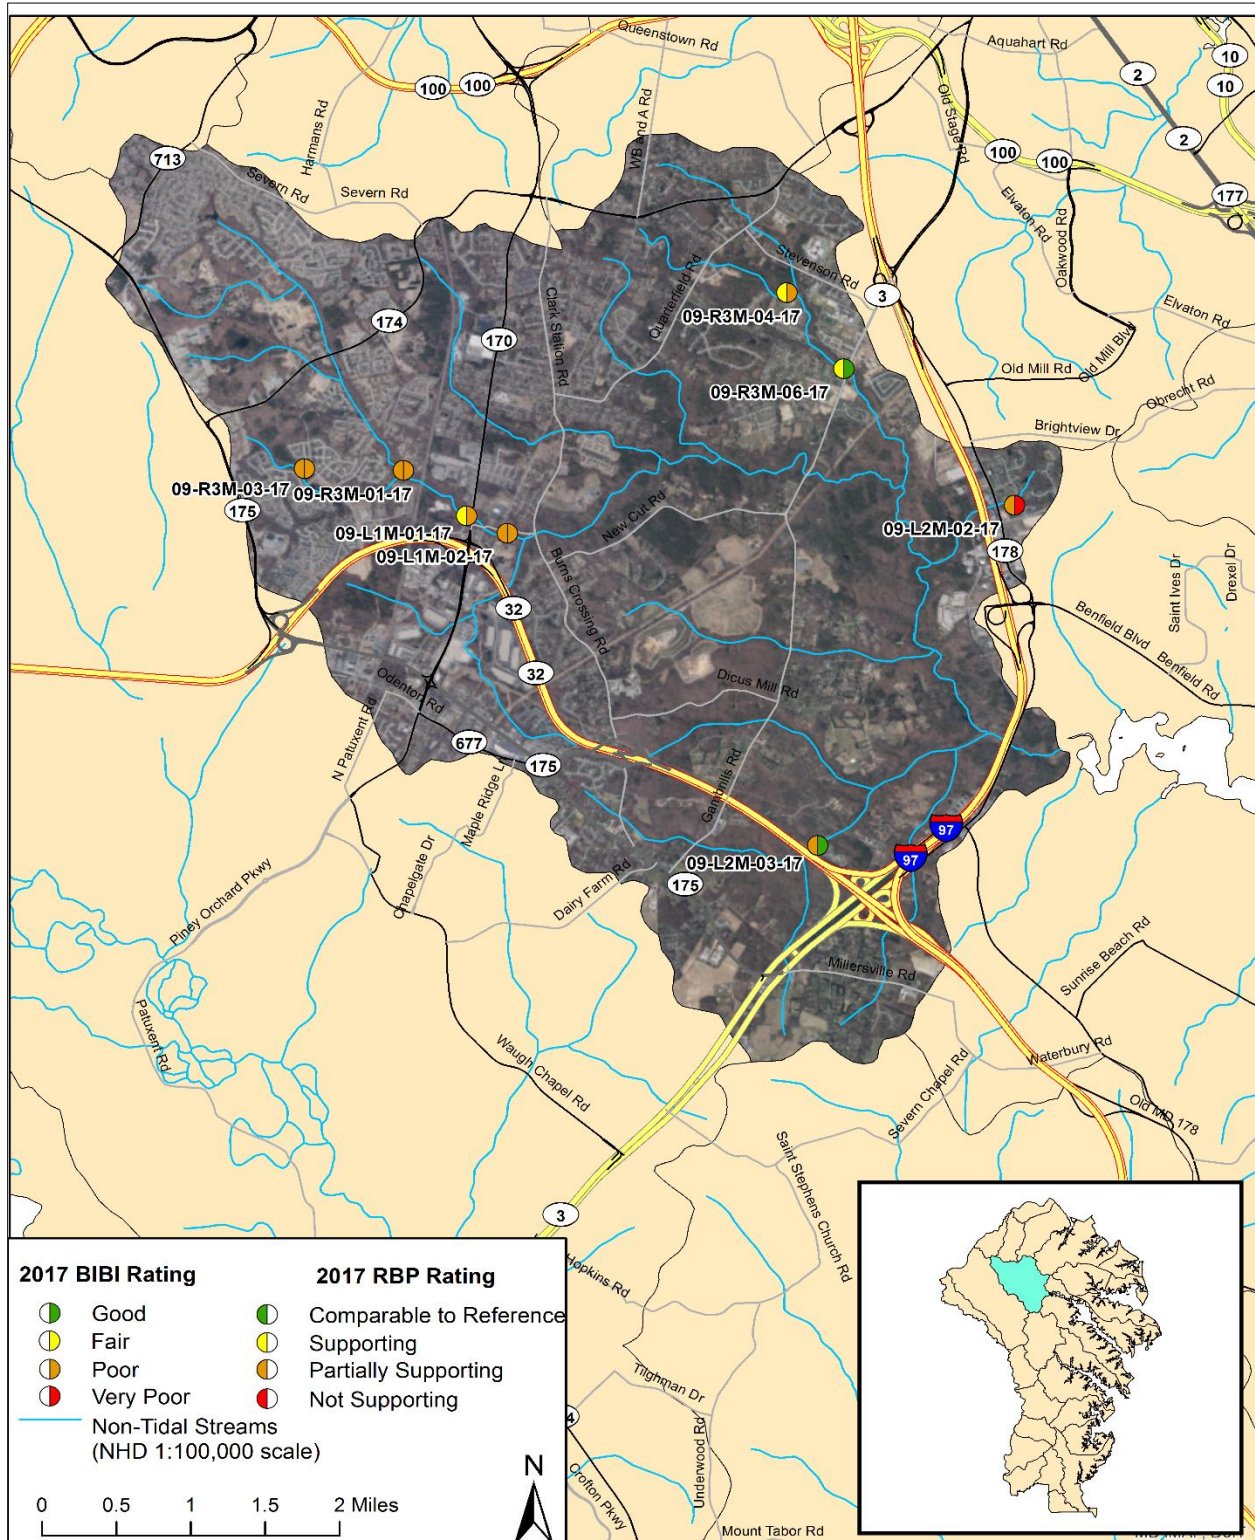 Queenstown Rd
Aquahart Rd
10
10
2
2
100
100
Harmans Rd
WB and A Rd
Old Stage Rd
100
100
177
713
Severn Rd
Severn Rd
Elvaton Rd
Oakwood Rd
Stevenson Rd
Quarterfield Rd
Clark Station Rd
3
174
170
09-R3M-04-17
Elvaton Rd
Old Mill Blvd
Old Mill Rd
09-R3M-06-17
Obrecht Rd
Brightview Dr
09-R3M-03-17
09-R3M-01-17
175
09-L1M-01-17
09-L1M-02-17
New Cut Rd
09-L2M-02-17
178
Burns Crossing Rd
Saint Ives Dr
Drexel Dr
32
Benfield Blvd
Benfield Rd
32
Odenton Rd
Dicus Mill Rd
N Patuxent Rd
677
175
Maple Ridge Ln
Gambrills Rd
97
97
09-L2M-03-17
175
Chapelgate Dr
Dairy Farm Rd
Piney Orchard Pkwy
Millersville Rd
Sunrise Beach Rd
Patuxent Rd
Waugh Chapel Rd
Waterbury Rd
Severn Chapel Rd
Old MD 178
Saint Stephens Church Rd
3
Hopkins Rd
Tilghman Dr
4
Underwood Rd
Crofton Pkwy
Mount Tabor Rd
2017 BIBI Rating
Good
Fair
Poor
Very Poor
Non-Tidal Streams
(NHD 1:100,000 scale)
2017 RBP Rating
Comparable to Reference
Supporting
Partially Supporting
Not Supporting
0 0.5 1 1.5 2 Miles
N